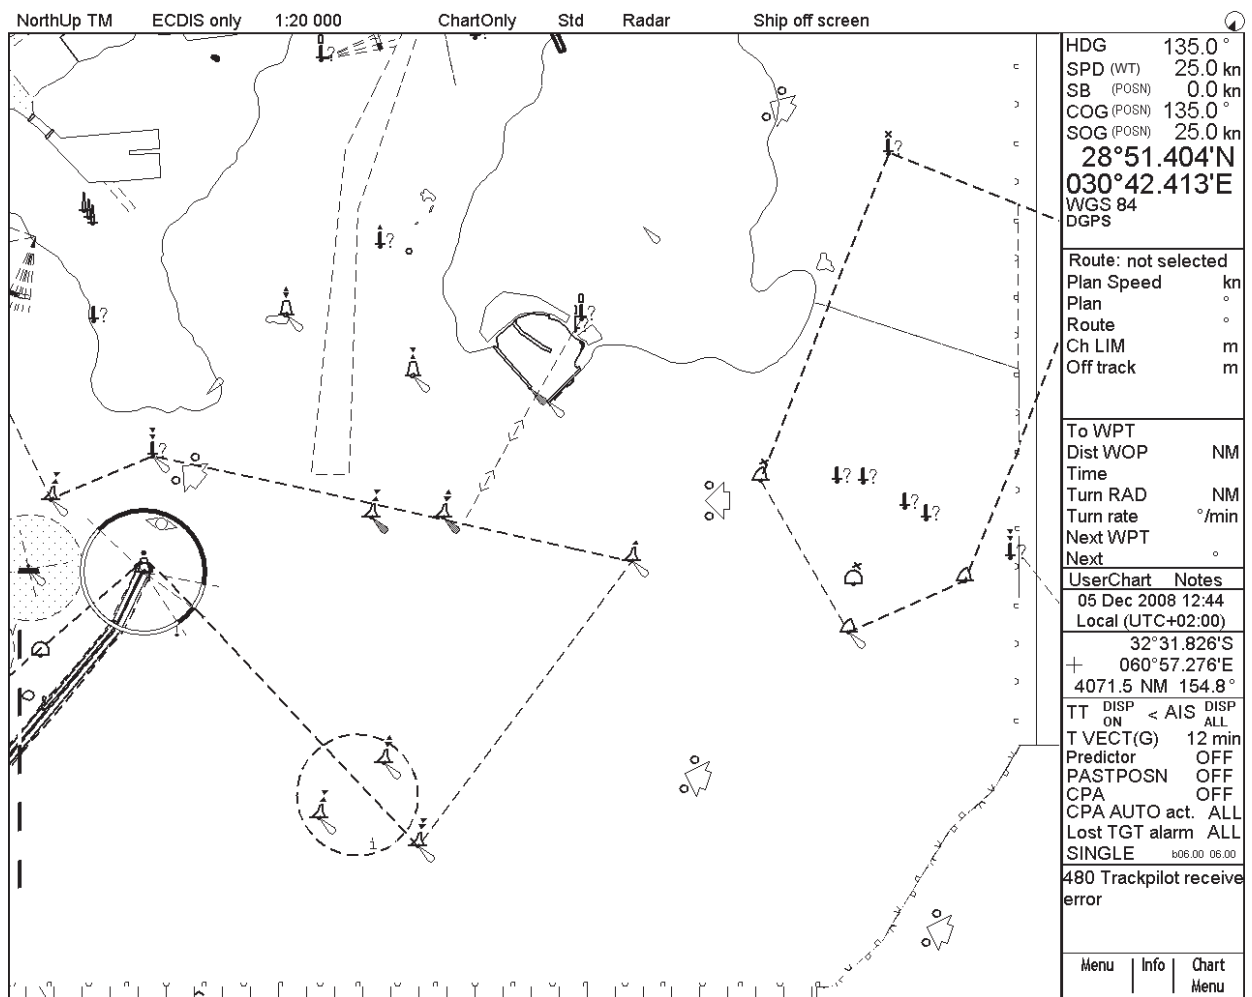 NorthUp TM ECDIS only 1:20 000 ChartOnly Std Radar Ship off screen
HDG 135.0°
SPD (WT) 25.0 kn
SB (POSN) 0.0 kn
COG (POSN) 135.0°
SOG (POSN) 25.0 kn
28°51.404'N
030°42.413'E
WGS 84
DGPS
Route: not selected
Plan Speed kn
Plan °
Route °
Ch LIM m
Off track m
To WPT
Dist WOP NM
Time
Turn RAD NM
Turn rate °/min
Next WPT
Next °
UserChart Notes
05 Dec 2008 12:44
Local (UTC+02:00)
32°31.826'S
060°57.276'E
4071.5 NM 154.8°
TT DISP ON < AIS DISP ALL
T VECT(G) 12 min
Predictor OFF
PASTPOSN OFF
CPA OFF
CPA AUTO act. ALL
Lost TGT alarm ALL
SINGLE b06.00 06.00
480 Trackpilot receive
error
Menu Info Chart Menu